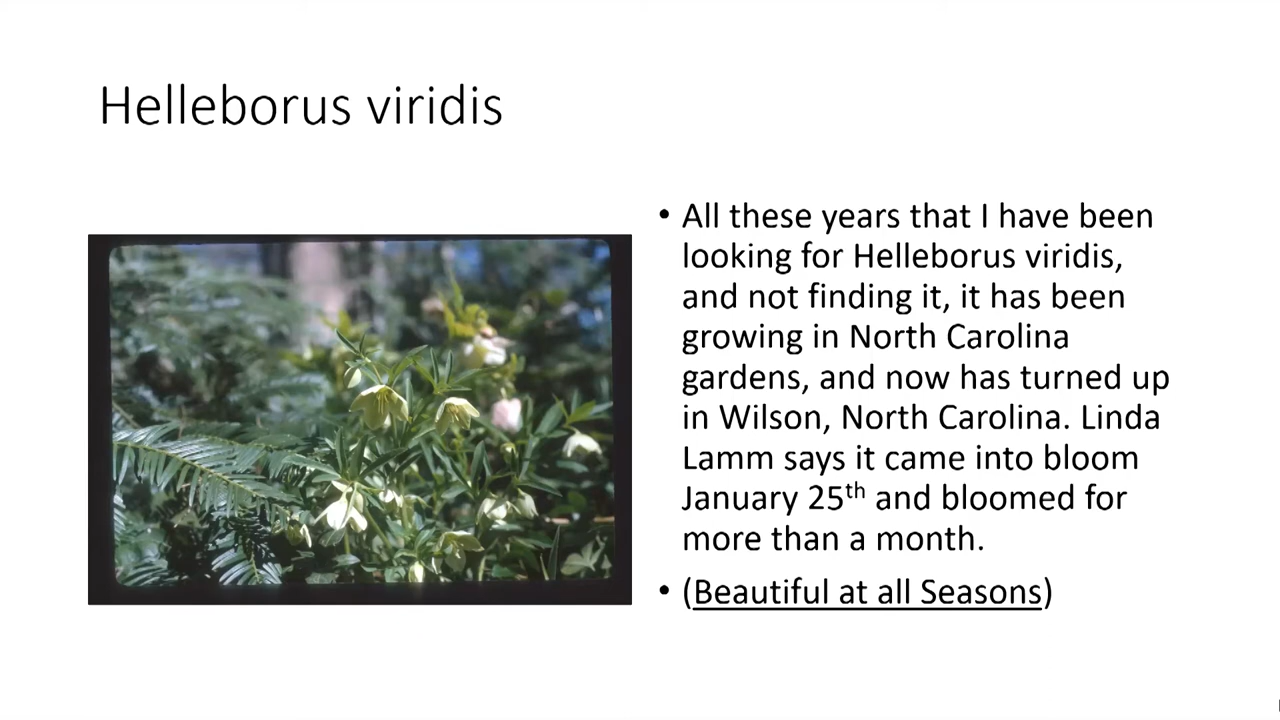 Helleborus viridis
• All these years that I have been
looking for Helleborus viridis,
and not finding it, it has been
growing in North Carolina
gardens, and now has turned up
in Wilson, North Carolina. Linda
Lamm says it came into bloom
January 25th and bloomed for
more than a month.
• (Beautiful at all Seasons)